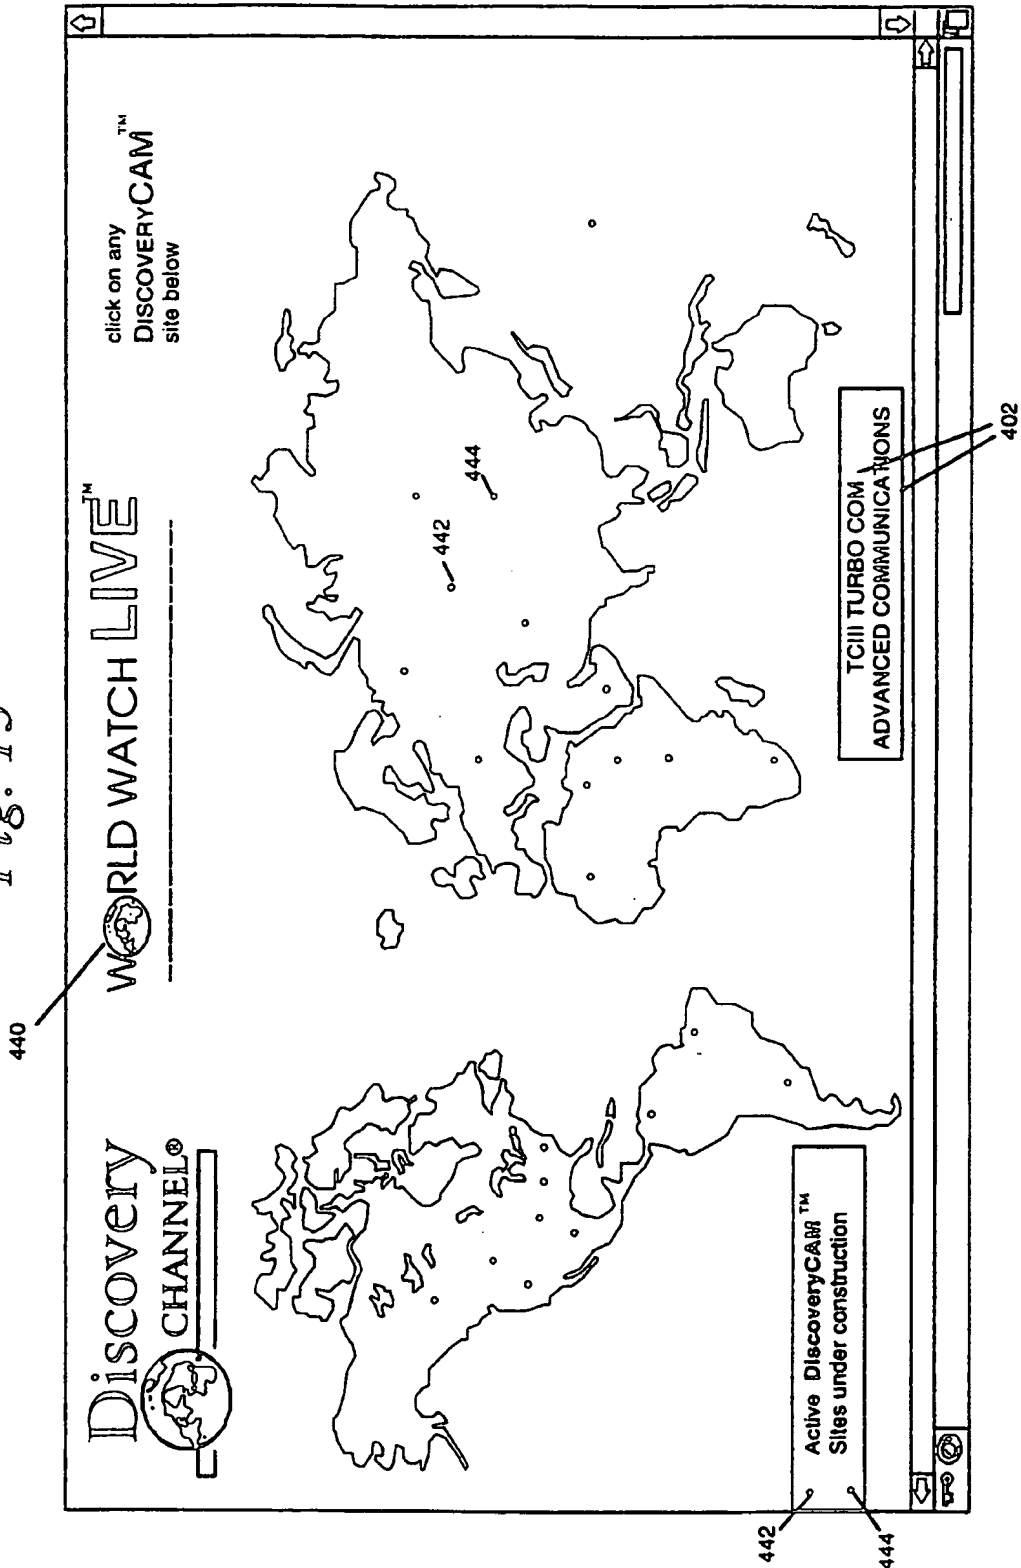 440
Discovery
CHANNEL®
WORLD WATCH LIVE™
click on any
DISCOVERYCAM™
site below
442
444
442
444
Active DiscoveryCAM™
Sites under construction
TCIII TURBO COM
ADVANCED COMMUNICATIONS
402